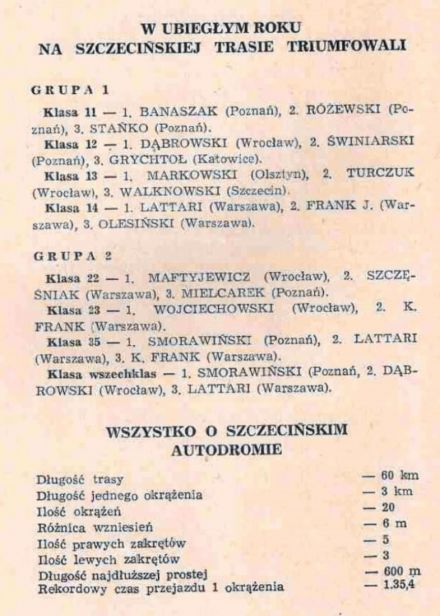 W UBIEGŁYM ROKU
NA SZCZECIŃSKIEJ TRASIE TRIUMFOWALI
GRUPA 1
Klasa 11 — 1. BANASZAK (Poznań), 2. RÓŻEWSKI (Po-
znań), 3. STAŃKO (Poznań).
Klasa 12 — 1. DĄBROWSKI (Wrocław), 2. ŚWINIARSKI
(Poznań), 3. GRYCHTOŁ (Katowice).
Klasa 13 — 1. MARKOWSKI (Olsztyn), 2. TURCZUK
(Wrocław), 3. WALKNOWSKI (Szczecin).
Klasa 14 — 1. LATTARI (Warszawa), 2. FRANK J. (War-
szawa), 3. OLESIŃSKI (Warszawa).
GRUPA 2
Klasa 22 — 1. MAFTYJEWICZ (Wrocław), 2. SZCZĘ-
ŚNIAK (Warszawa), 3. MIELCAREK (Poznań).
Klasa 23 — 1. WOJCIECHOWSKI (Wrocław), 2. K.
FRANK (Warszawa).
Klasa 35 — 1. SMORAWIŃSKI (Poznań), 2. LATTARI
(Warszawa), 3. K. FRANK (Warszawa).
Klasa wszechklas — 1. SMORAWIŃSKI (Poznań, 2. DĄB-
ROWSKI (Wrocław), 3. LATTARI (Warszawa).
WSZYSTKO O SZCZECIŃSKIM
AUTODROMIE
Długość trasy — 60 km
Długość jednego okrążenia — 3 km
Ilość okrążeń — 20
Różnica wzniesień — 6 m
Ilość prawych zakrętów — 5
Ilość lewych zakrętów — 3
Długość najdłuższej prostej — 600 m
Rekordowy czas przejazdu 1 okrążenia — 1.35,4